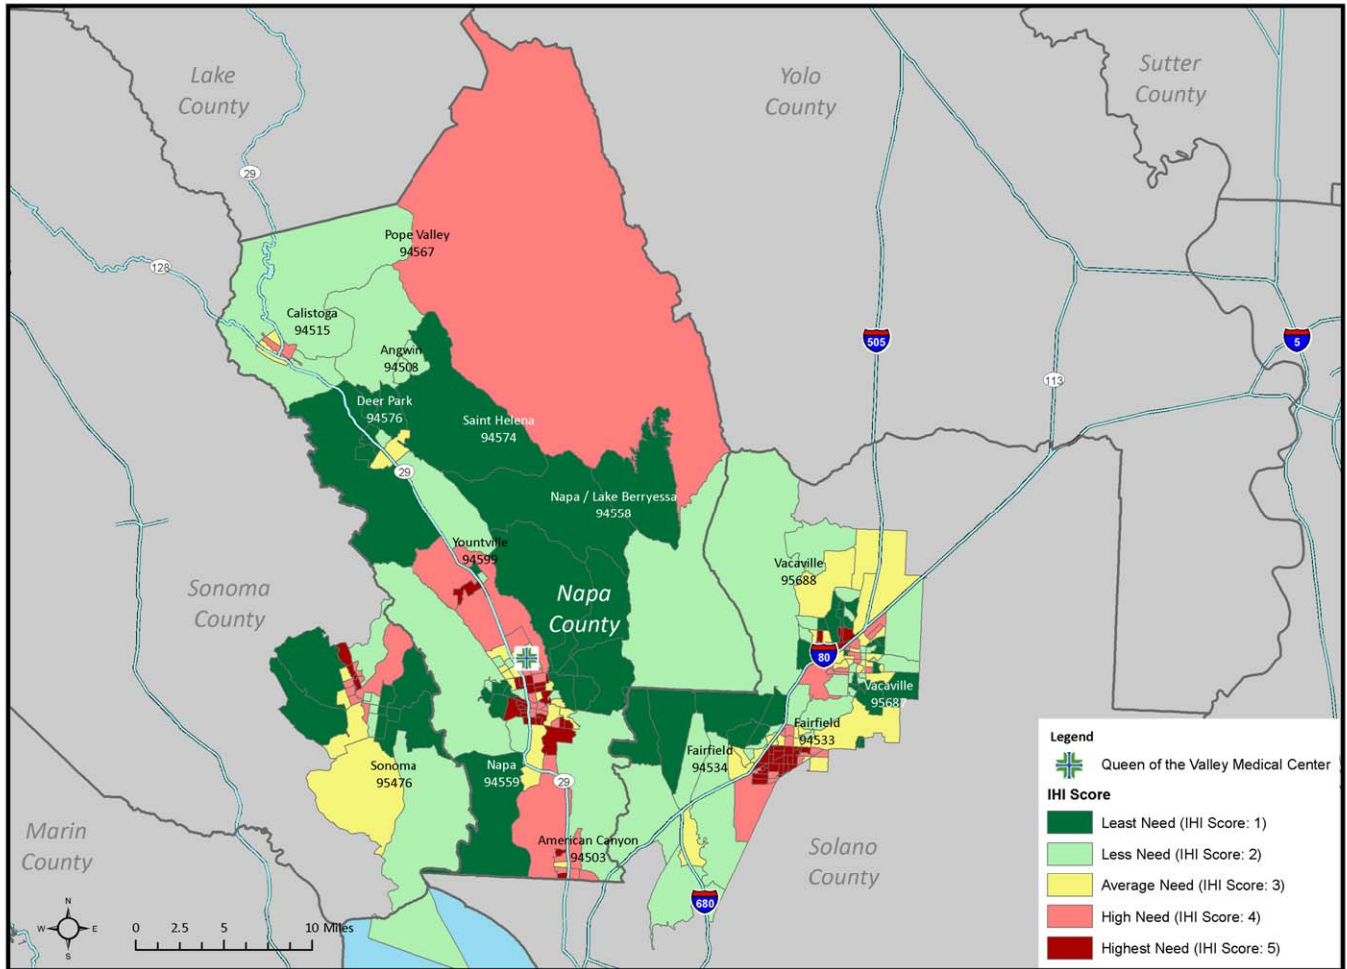 Lake
County
Yolo
County
Sutter
County
29
Pope Valley
94567
128
Calistoga
94515
505
5
Angwin
94508
113
Deer Park
94576
Saint Helena
94574
29
Napa / Lake Berryessa
94558
Yountville
94599
Vacaville
95688
Sonoma
County
Napa
County
80
Vacaville
95687
Fairfield
94533
Fairfield
94534
Sonoma
95476
Napa
94559
29
American Canyon
94503
Marin
County
Solano
County
680
N
W
E
S
0 2.5 5 10 Miles
Legend
Queen of the Valley Medical Center
IHI Score
Least Need (IHI Score: 1)
Less Need (IHI Score: 2)
Average Need (IHI Score: 3)
High Need (IHI Score: 4)
Highest Need (IHI Score: 5)